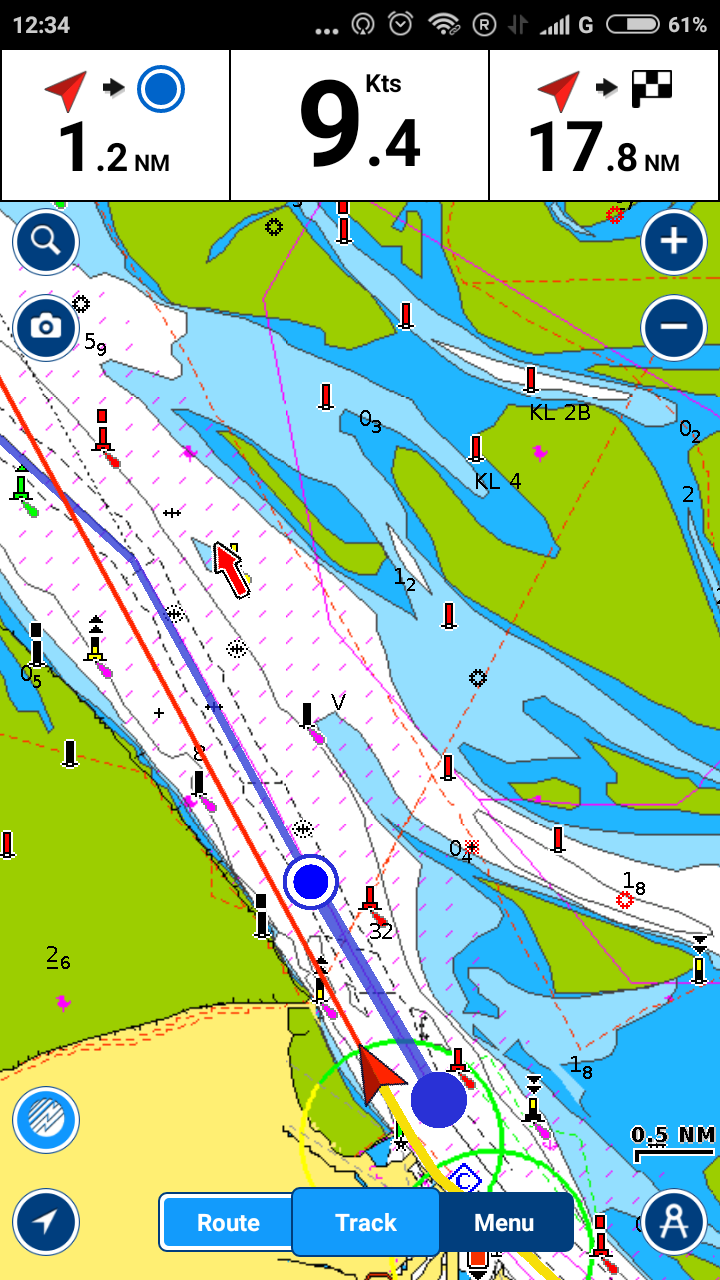 12:34 ... R G 61%
1.2 NM
9.4 Kts
17.8 NM
5₉
0₃
KL 2B
0₂
KL 4
2
1₂
0₅
V
8
0₄
1₈
32
2₆
1₈
0.5 NM
C
Route Track Menu